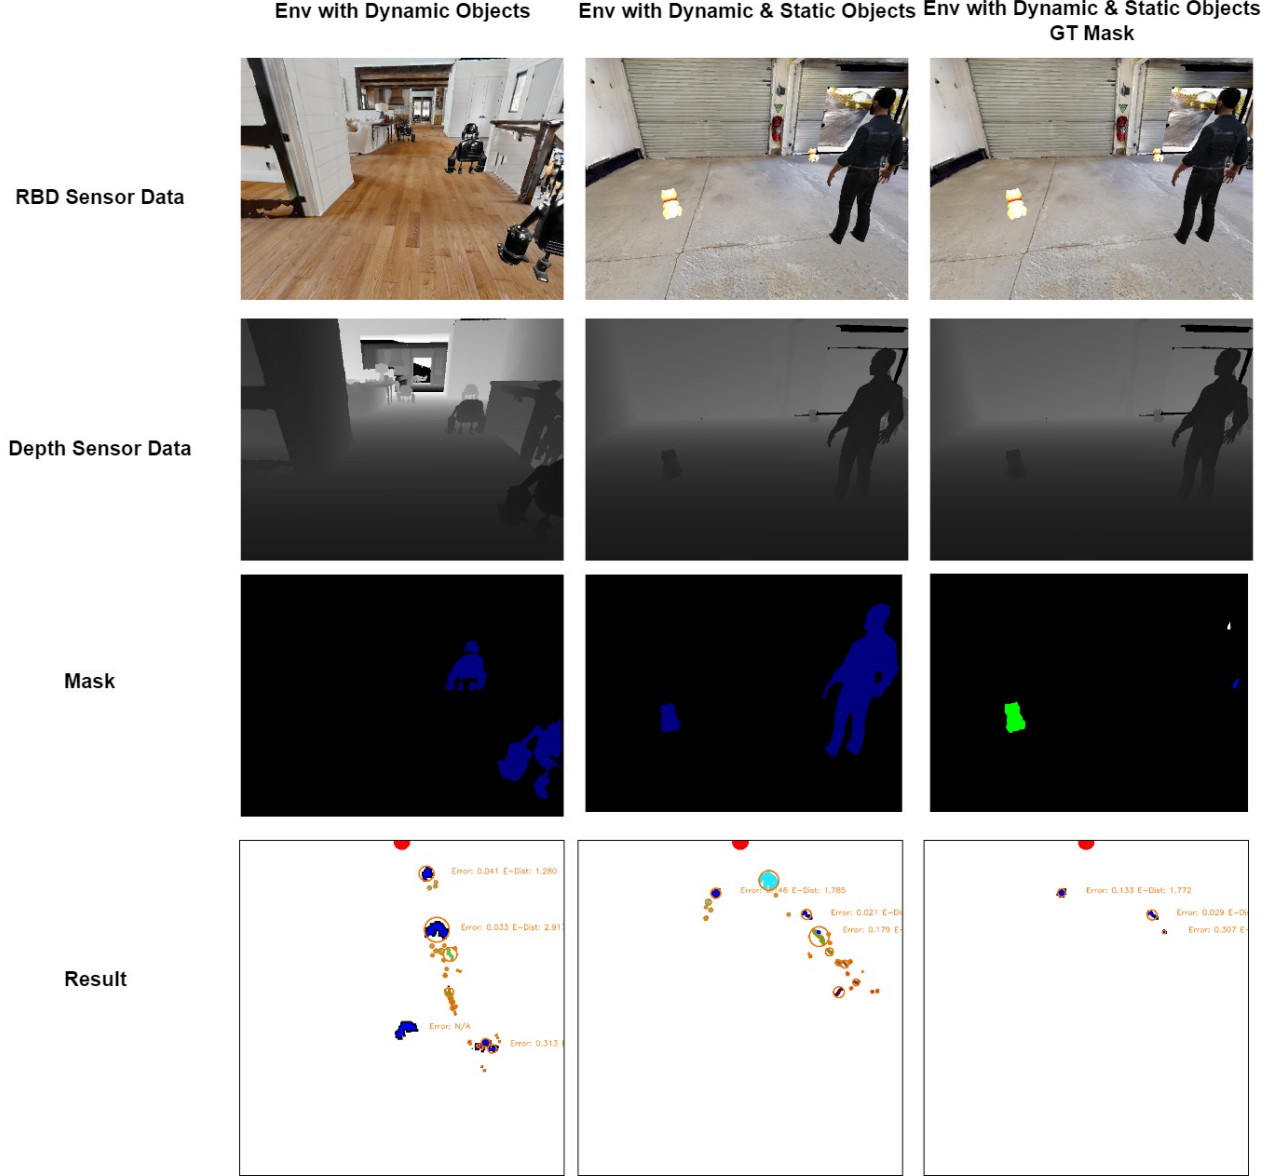 Env with Dynamic Objects
Env with Dynamic & Static Objects
Env with Dynamic & Static Objects
GT Mask
RBD Sensor Data
Depth Sensor Data
Mask
Result
Error: 0.041 E-Dist: 1.280
Error: 0.033 E-Dist: 2.91
Error: N/A
Error: 0.313
46 E-Dist: 1.785
Error: 0.021 E-Di
Error: 0.179 E-
Error: 0.133 E-Dist: 1.772
Error: 0.029 E-Di
Error: 0.307 E-